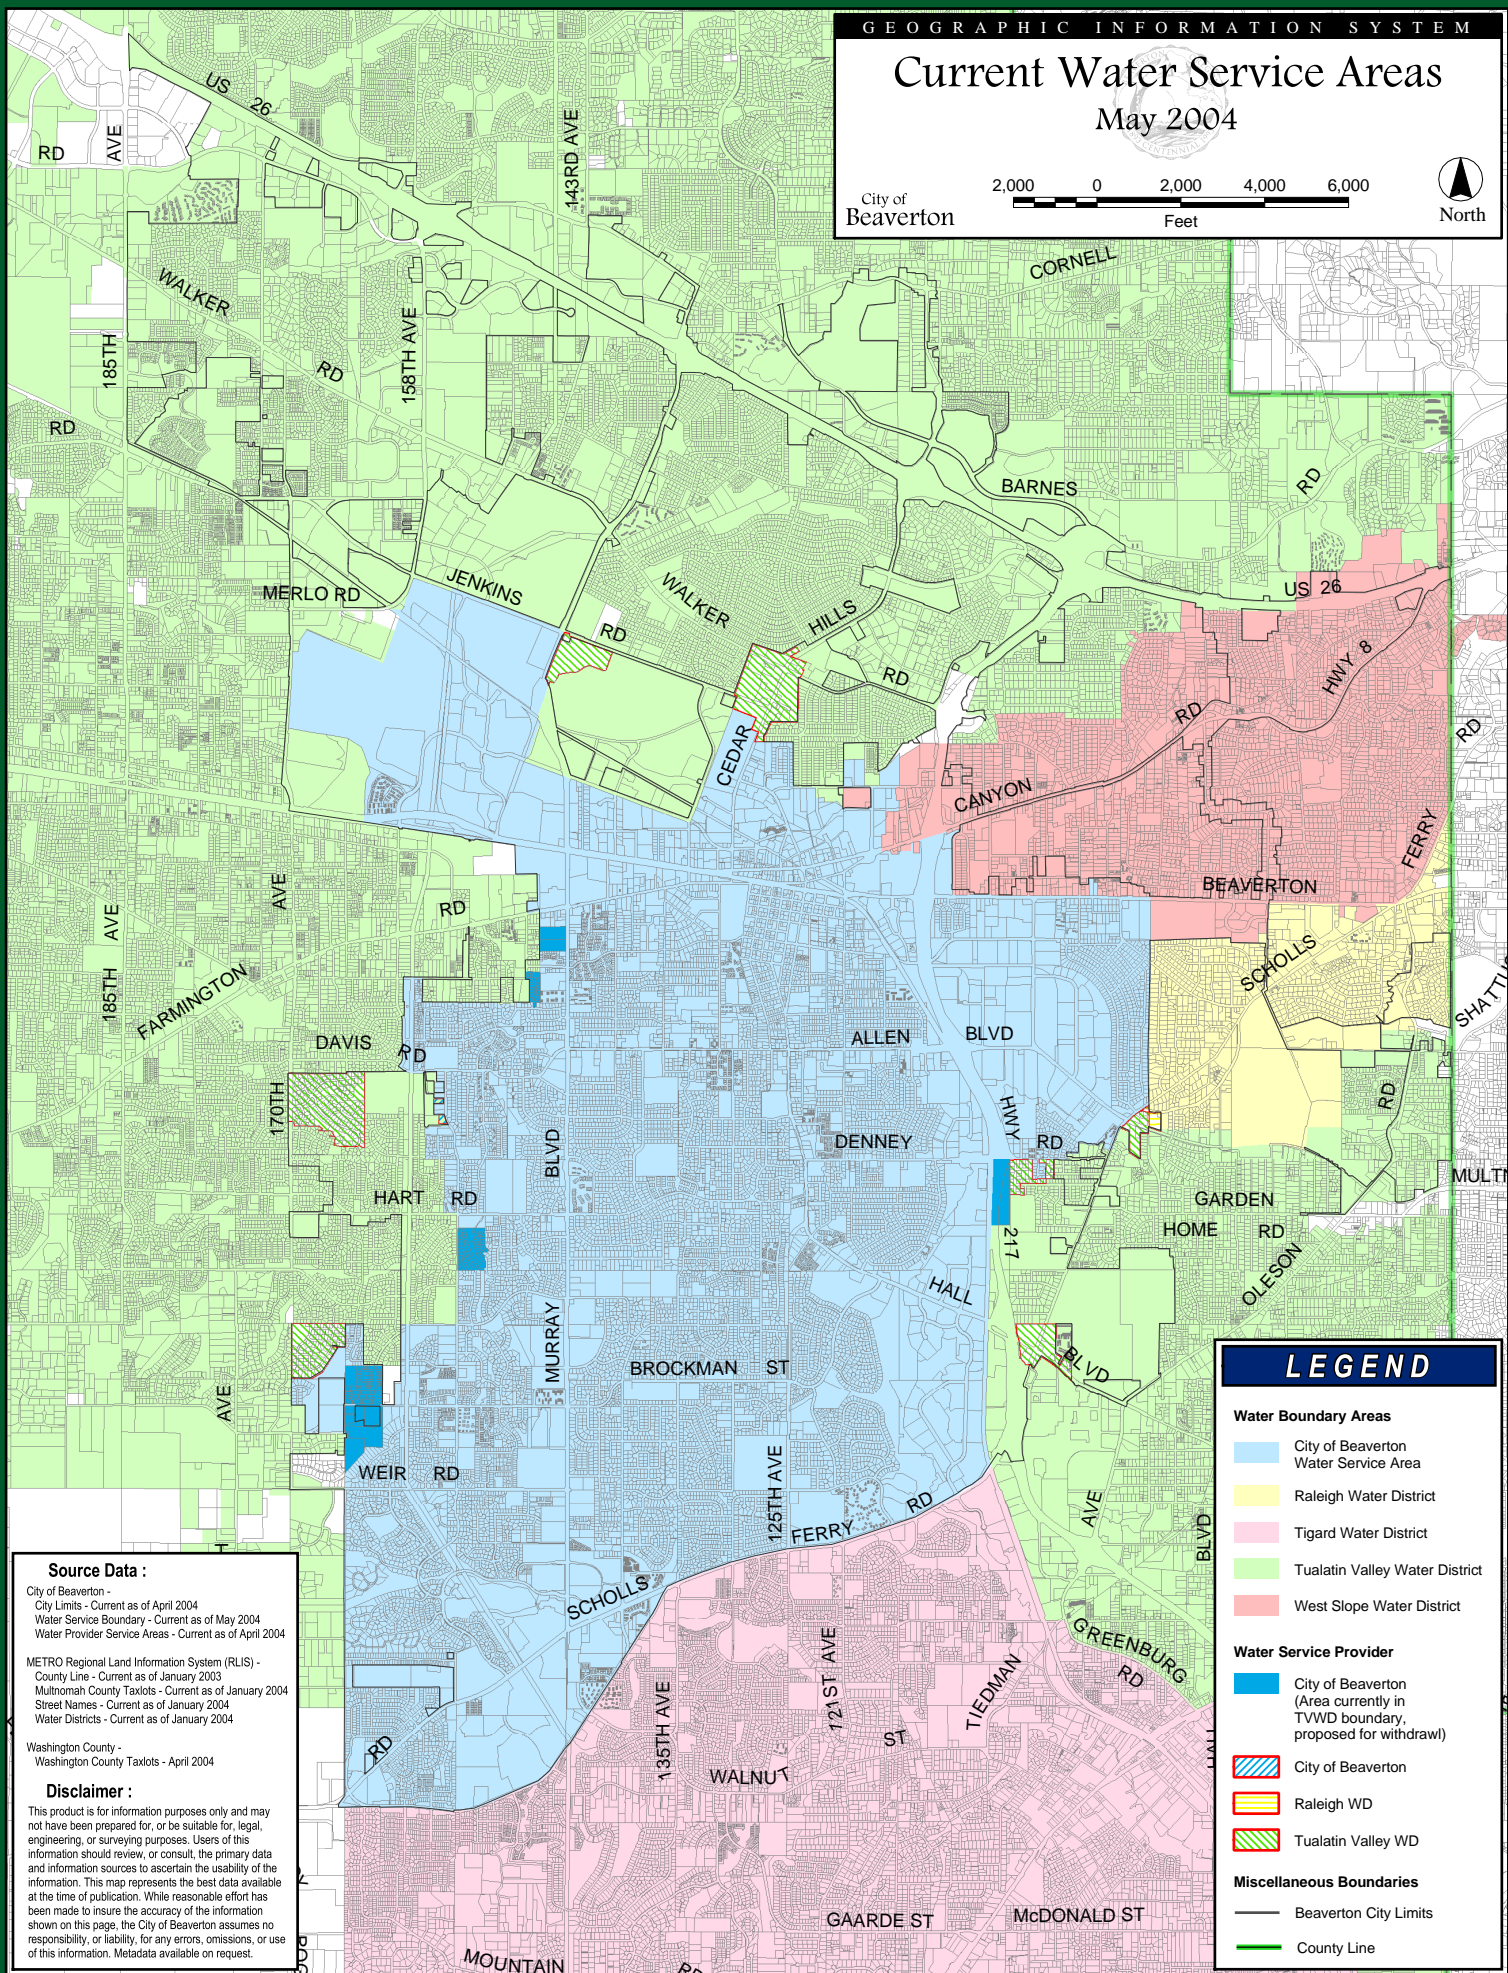 GEOGRAPHIC INFORMATION SYSTEM
Current Water Service Areas
May 2004
City of
Beaverton
2,000 0 2,000 4,000 6,000
Feet
North
US 26
RD
AVE
143RD AVE
CORNELL
WALKER
RD
185TH
158TH AVE
RD
BARNES
RD
MERLO RD
JENKINS
RD
WALKER
HILLS
RD
US 26
HWY 8
RD
CEDAR
CANYON
RD
FERRY
BEAVERTON
AVE
AVE
RD
185TH
FARMINGTON
SCHOLLS
DAVIS
RD
ALLEN
BLVD
170TH
RD
HWY
BLVD
DENNEY
RD
HART
RD
GARDEN
HOME
RD
217
OLESON
HALL
MURRAY
BROCKMAN ST
BLVD
AVE
WEIR RD
125TH AVE
FERRY
RD
AVE
BLVD
SCHOLLS
GREENBURG
RD
121ST AVE
TIEDMAN
135TH AVE
ST
RD
WALNUT
GAARDE ST
McDONALD ST
MOUNTAIN
LEGEND
Water Boundary Areas
City of Beaverton
Water Service Area
Raleigh Water District
Tigard Water District
Tualatin Valley Water District
West Slope Water District
Water Service Provider
City of Beaverton
(Area currently in
TVWD boundary,
proposed for withdrawl)
City of Beaverton
Raleigh WD
Tualatin Valley WD
Miscellaneous Boundaries
Beaverton City Limits
County Line
Source Data :
City of Beaverton -
City Limits - Current as of April 2004
Water Service Boundary - Current as of May 2004
Water Provider Service Areas - Current as of April 2004
METRO Regional Land Information System (RLIS) -
County Line - Current as of January 2003
Multnomah County Taxlots - Current as of January 2004
Street Names - Current as of January 2004
Water Districts - Current as of January 2004
Washington County -
Washington County Taxlots - April 2004
Disclaimer :
This product is for information purposes only and may
not have been prepared for, or be suitable for, legal,
engineering, or surveying purposes. Users of this
information should review, or consult, the primary data
and information sources to ascertain the usability of the
information. This map represents the best data available
at the time of publication. While reasonable effort has
been made to insure the accuracy of the information
shown on this page, the City of Beaverton assumes no
responsibility, or liability, for any errors, omissions, or use
of this information. Metadata available on request.